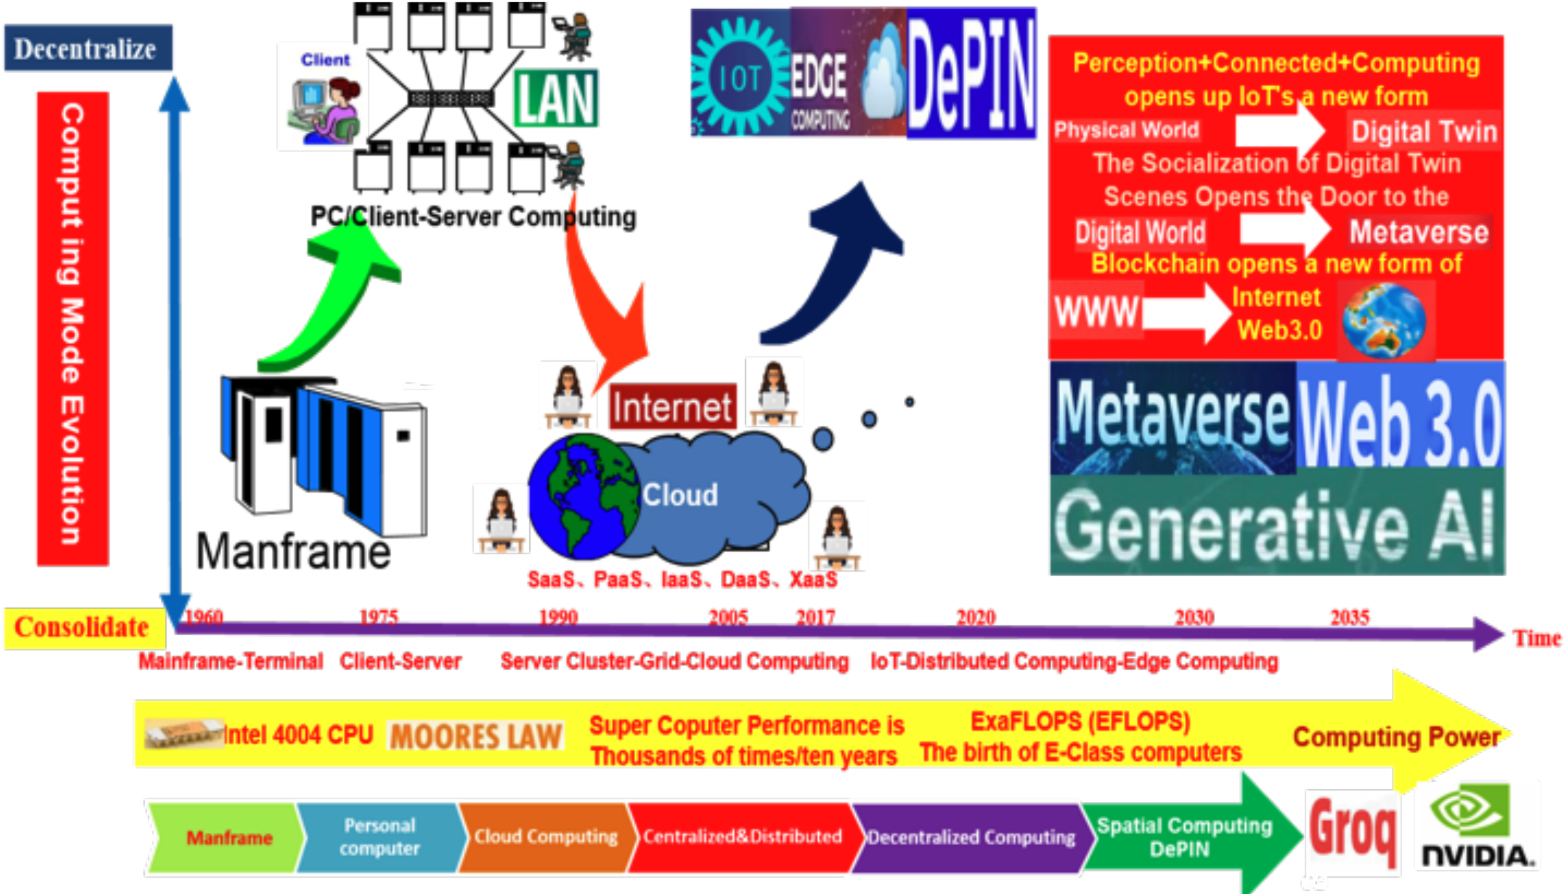 Decentralize
Comput ing Mode Evolution
Consolidate
Client
LAN
PC/Client-Server Computing
Manframe
Internet
Cloud
SaaS、PaaS、IaaS、DaaS、XaaS
IOT
EDGE
COMPUTING
DePIN
Perception+Connected+Computing
opens up IoT's a new form
Physical World
Digital Twin
The Socialization of Digital Twin
Scenes Opens the Door to the
Digital World
Metaverse
Blockchain opens a new form of
WWW
Internet
Web3.0
Metaverse
Web 3.0
Generative AI
1960
1975
1990
2005
2017
2020
2030
2035
Time
Mainframe-Terminal
Client-Server
Server Cluster-Grid-Cloud Computing
IoT-Distributed Computing-Edge Computing
Intel 4004 CPU
MOORES LAW
Super Coputer Performance is
Thousands of times/ten years
ExaFLOPS (EFLOPS)
The birth of E-Class computers
Computing Power
Manframe
Personal
computer
Cloud Computing
Centralized&Distributed
Decentralized Computing
Spatial Computing
DePIN
Groq
NVIDIA.